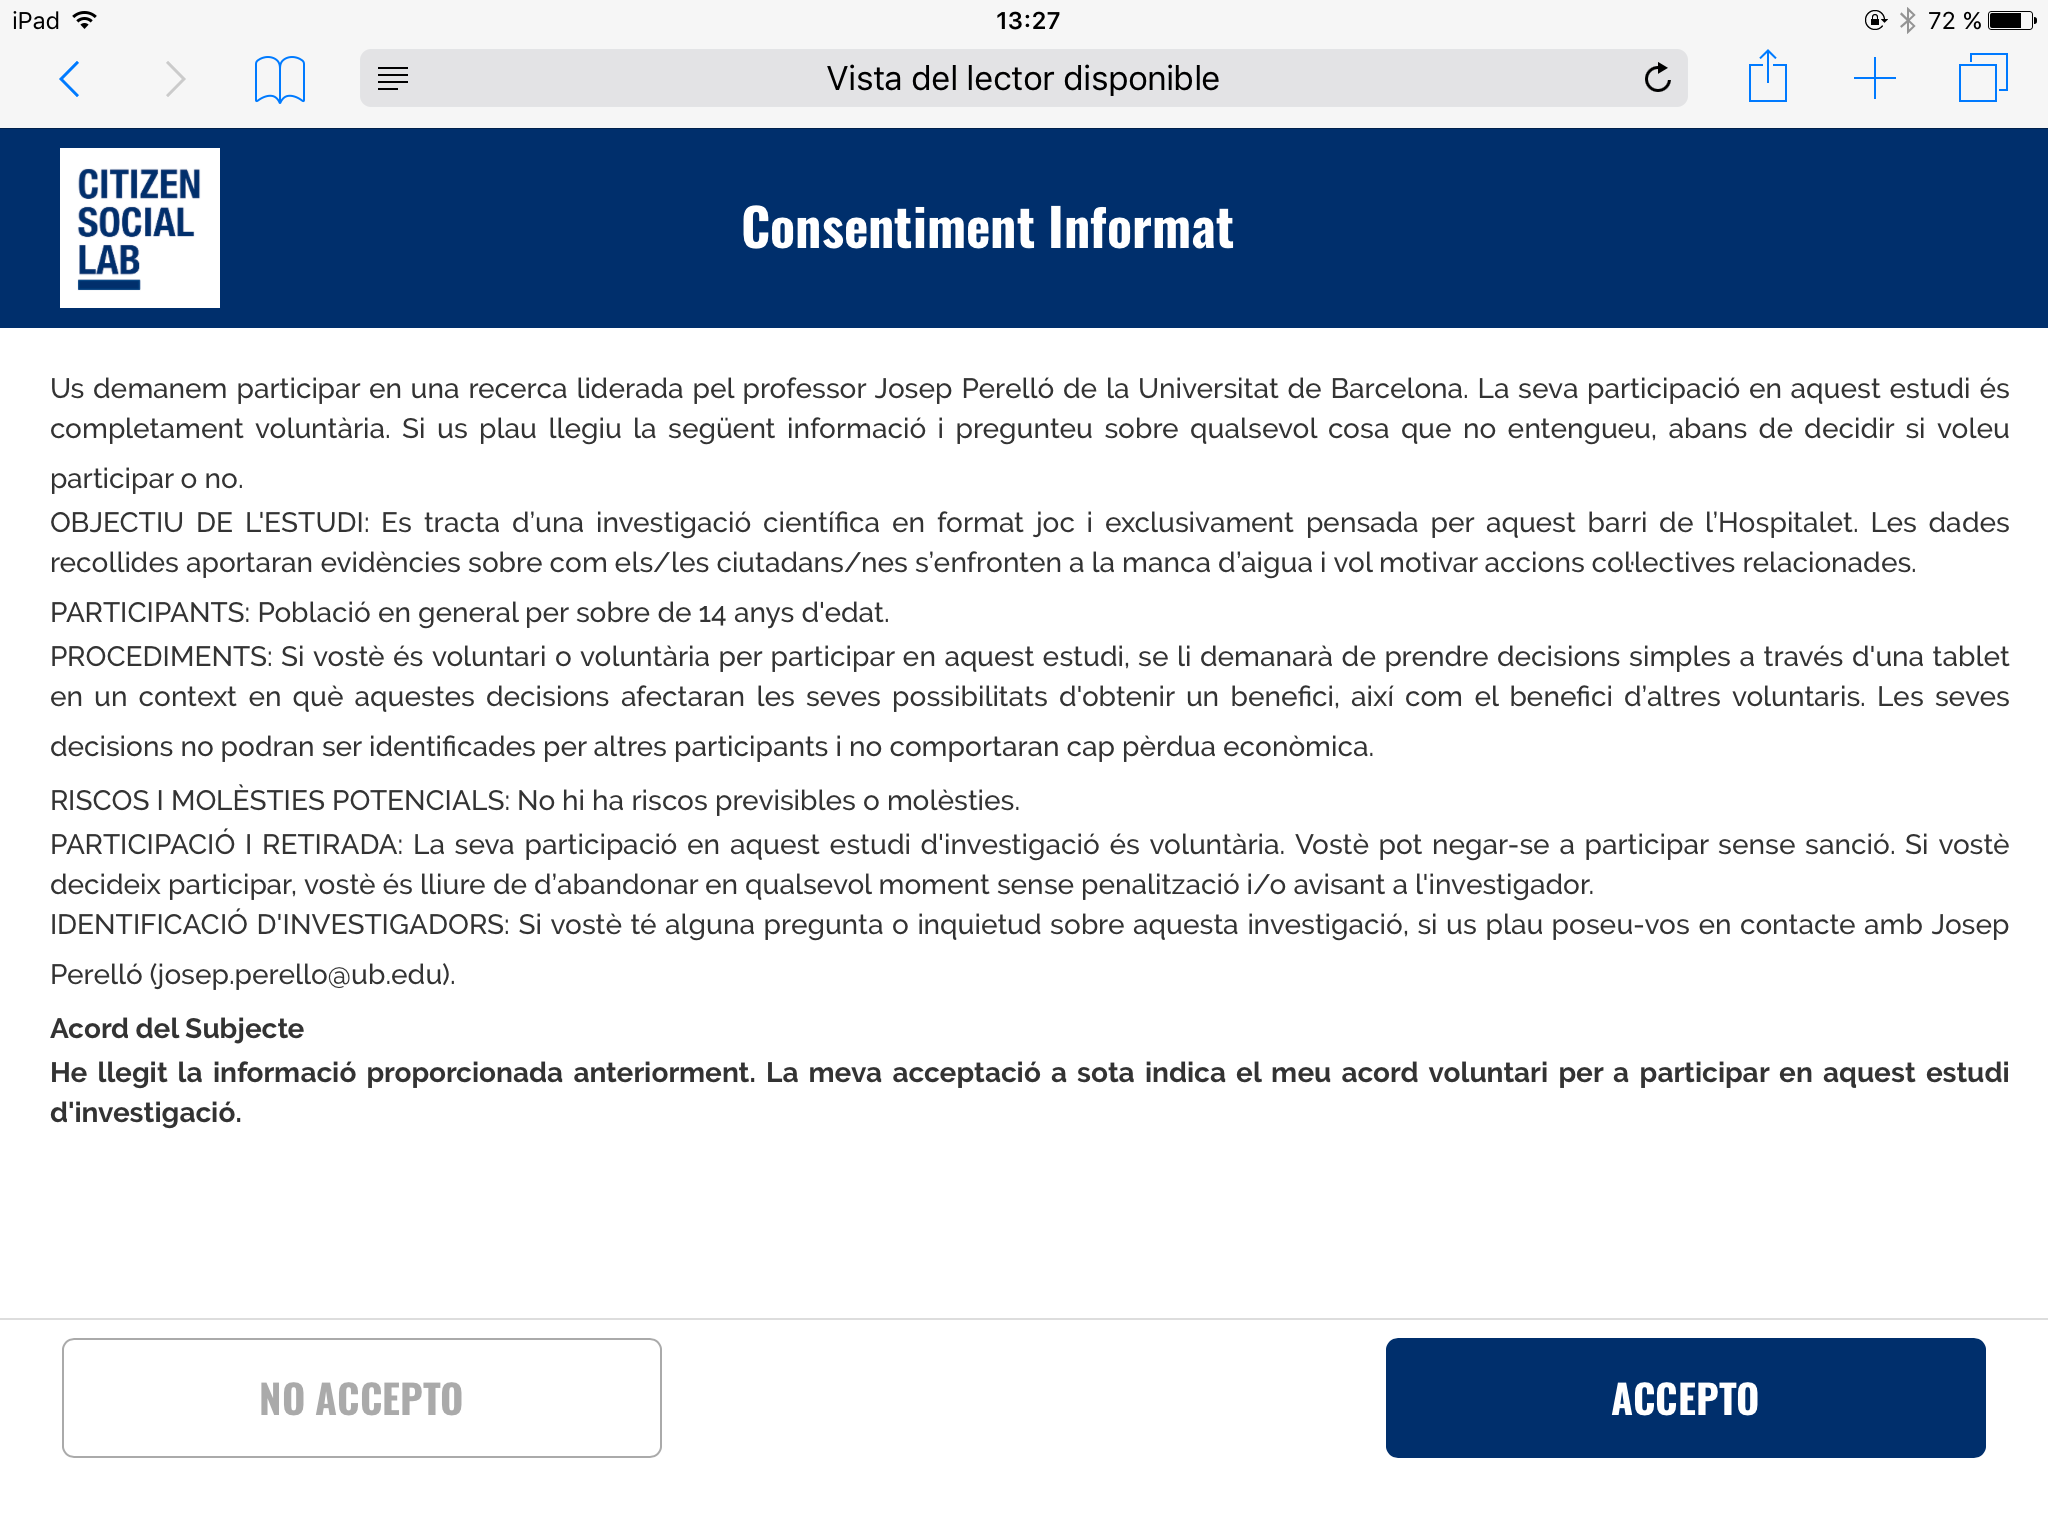 iPad
13:27
72 %
Vista del lector disponible
CITIZEN
SOCIAL
LAB
Consentiment Informat
Us demanem participar en una recerca liderada pel professor Josep Perelló de la Universitat de Barcelona. La seva participació en aquest estudi és
completament voluntària. Si us plau llegiu la següent informació i pregunteu sobre qualsevol cosa que no entengueu, abans de decidir si voleu
participar o no.
OBJECTIU DE L'ESTUDI: Es tracta d’una investigació científica en format joc i exclusivament pensada per aquest barri de l’Hospitalet. Les dades
recollides aportaran evidències sobre com els/les ciutadans/nes s’enfronten a la manca d’aigua i vol motivar accions col·lectives relacionades.
PARTICIPANTS: Població en general per sobre de 14 anys d'edat.
PROCEDIMENTS: Si vostè és voluntari o voluntària per participar en aquest estudi, se li demanarà de prendre decisions simples a través d'una tablet
en un context en què aquestes decisions afectaran les seves possibilitats d'obtenir un benefici, així com el benefici d’altres voluntaris. Les seves
decisions no podran ser identificades per altres participants i no comportaran cap pèrdua econòmica.
RISCOS I MOLÈSTIES POTENCIALS: No hi ha riscos previsibles o molèsties.
PARTICIPACIÓ I RETIRADA: La seva participació en aquest estudi d'investigació és voluntària. Vostè pot negar-se a participar sense sanció. Si vostè
decideix participar, vostè és lliure de d’abandonar en qualsevol moment sense penalització i/o avisant a l'investigador.
IDENTIFICACIÓ D'INVESTIGADORS: Si vostè té alguna pregunta o inquietud sobre aquesta investigació, si us plau poseu-vos en contacte amb Josep
Perelló (josep.perello@ub.edu).
Acord del Subjecte
He llegit la informació proporcionada anteriorment. La meva acceptació a sota indica el meu acord voluntari per a participar en aquest estudi
d'investigació.
NO ACCEPTO
ACCEPTO